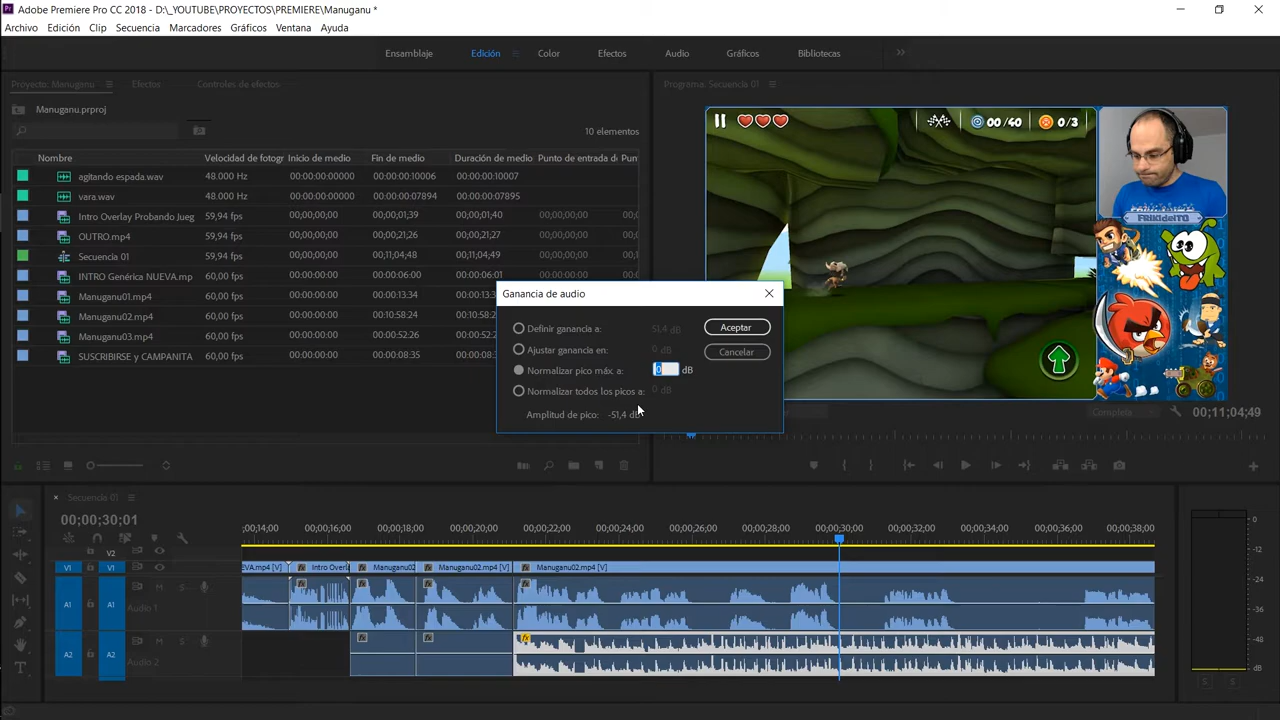 Adobe Premiere Pro CC 2018 - D:\_YOUTUBE\PROYECTOS\PREMIERE\Manuganu *
Archivo Edición Clip Secuencia Marcadores Gráficos Ventana Ayuda
Ensamblaje Edición Color Efectos Audio Gráficos Bibliotecas
Proyecto: Manuganu Efectos Controles de efectos
Programa: Secuencia 01
Manuganu.prproj
10 elementos
Nombre Velocidad de fotogr Inicio de medio Fin de medio Duración de medio Punto de entrada d Pun
agitando espada.wav 48.000 Hz 00:00:00:00000 00:00:00:10006 00:00:00:10007
vara.wav 48.000 Hz 00:00:00:00000 00:00:00:07894 00:00:00:07895
Intro Overlay Probando Jueg 59,94 fps 00;00;00;00 00;00;01;39 00;00;01;40 00;00;00;00 00;
OUTRO.mp4 59,94 fps 00;00;00;00 00;00;21;26 00;00;21;27 00;00;00;00 00;
Secuencia 01 59,94 fps 00;00;00;00 00;11;04;48 00;11;04;49 00;00;00;00 00;
INTRO Genérica NUEVA.mp 60,00 fps 00:00:00:00 00:00:06:00 00:00:06:01 00:00:00:00 00:
Manuganu01.mp4 60,00 fps 00:00:00:00 00:00:13:34
Manuganu02.mp4 60,00 fps 00:00:00:00 00:10:58:24
Manuganu03.mp4 60,00 fps 00:00:00:00 00:00:52:26
SUSCRIBIRSE y CAMPANITA 60,00 fps 00:00:00:00 00:00:08:35
00/40 0/3
FRIKIdeITO
Ganancia de audio
Definir ganancia a: 51,4 dB
Aceptar
Ajustar ganancia en: 0 dB
Cancelar
Normalizar pico máx. a: 0 dB
Normalizar todos los picos a: 0 dB
Amplitud de pico: -51,4 dB
Completa
00;11;04;49
Secuencia 01
00;00;30;01
;00;14;00 00;00;16;00 00;00;18;00 00;00;20;00 00;00;22;00 00;00;24;00 00;00;26;00 00;00;28;00 00;00;30;00 00;00;32;00 00;00;34;00 00;00;36;00 00;00;38;00
V2
V1 V1 EVA.mp4 [V] Intro Overl Manuganu02 Manuganu02.mp4 [V] Manuganu02.mp4 [V]
A1 A1 M S
Audio 1
A2 A2 M S
Audio 2
0
dB
S S